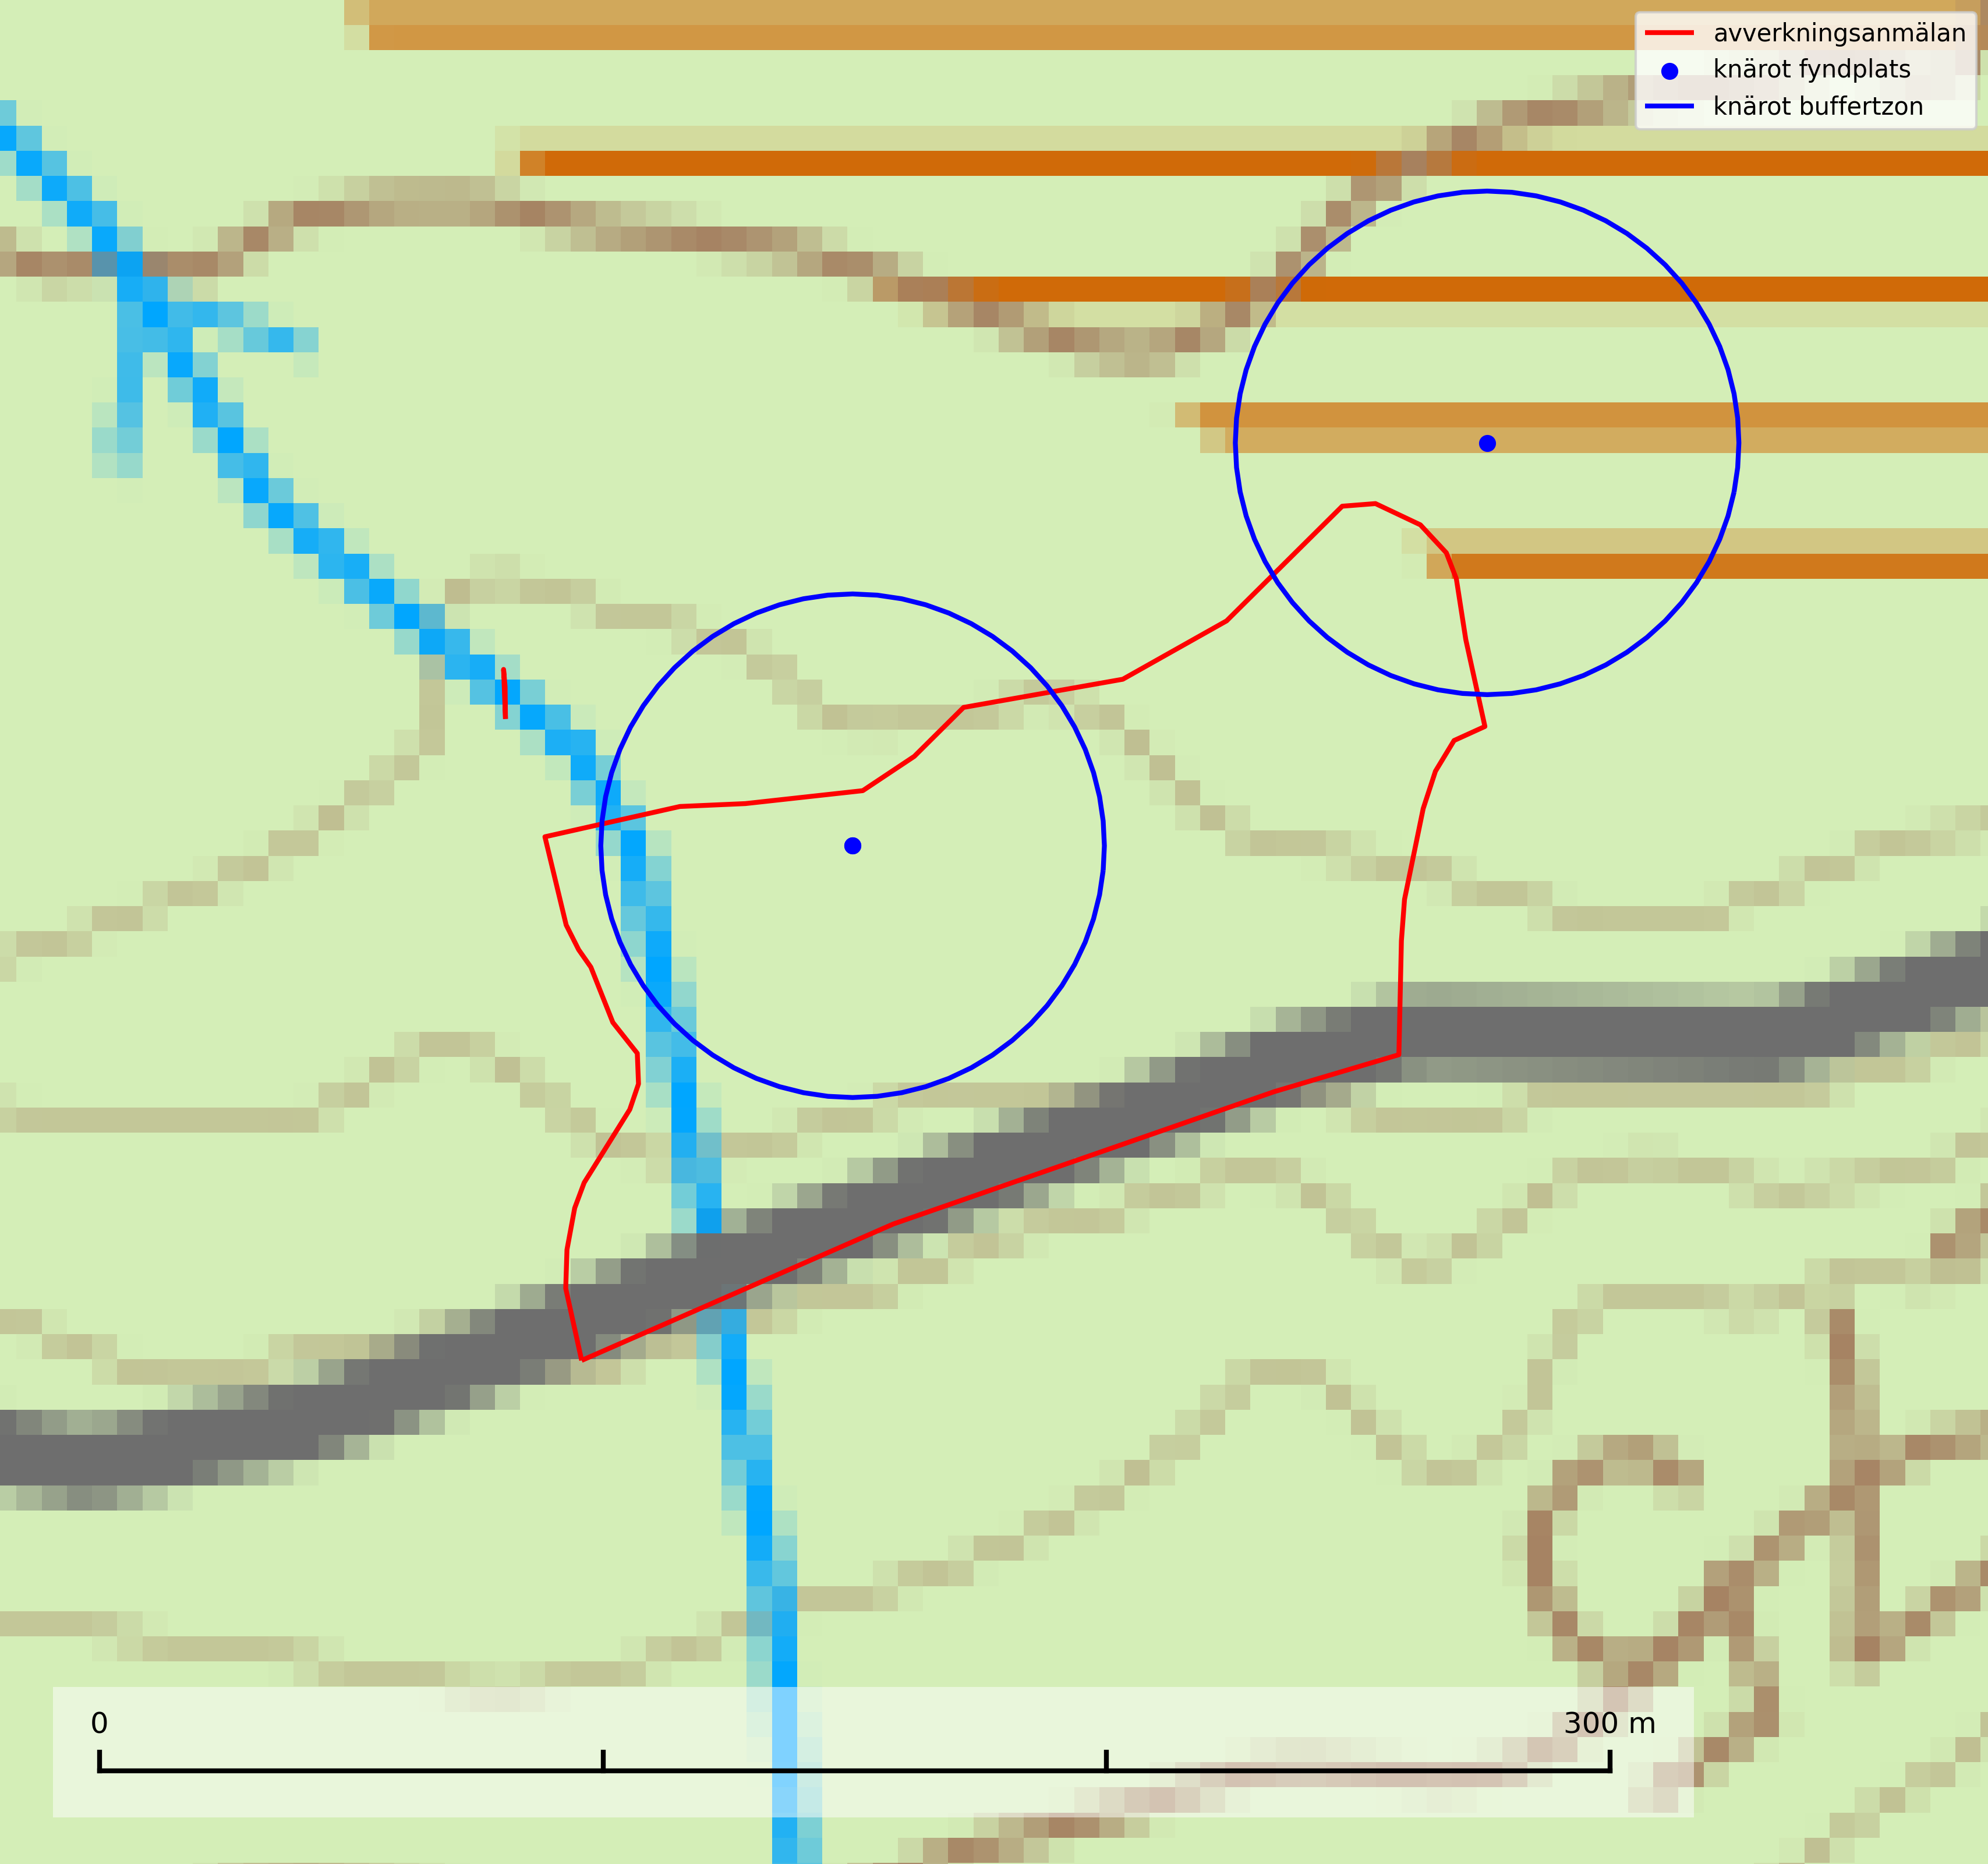 avverkningsanmälan
knärot fyndplats
knärot buffertzon
0 300 m